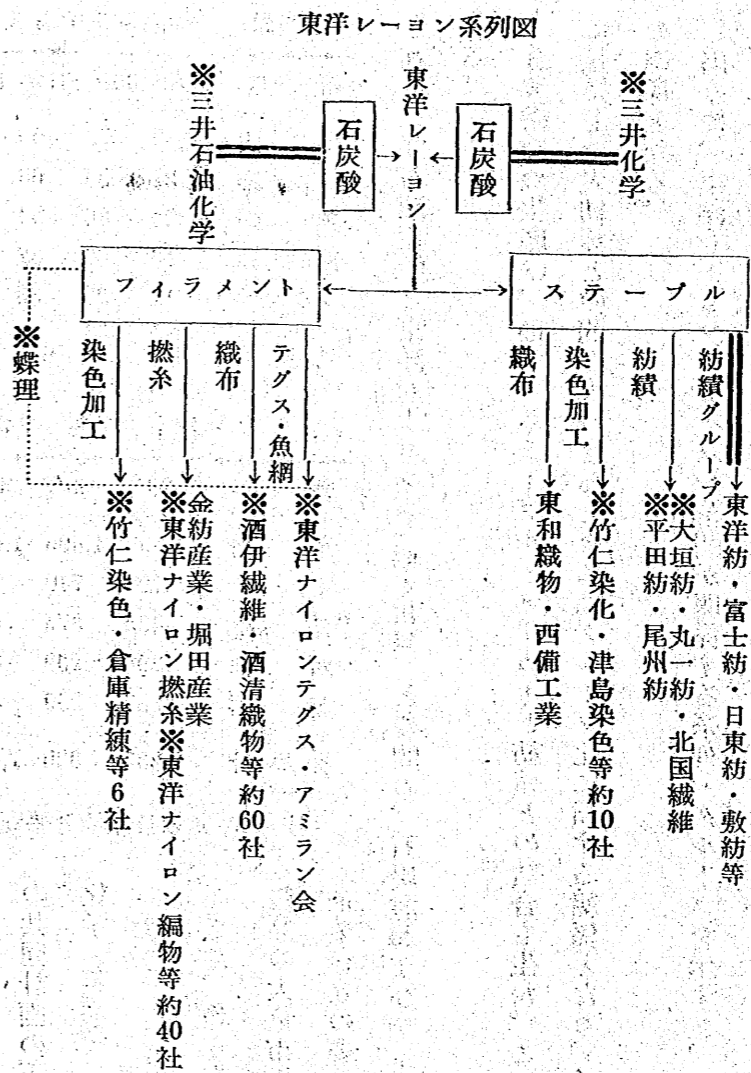 東洋レーヨン系列図
※三井化学
石炭酸
東洋レーヨン
石炭酸
※三井石油化学
ステープル
紡績グループ
東洋紡・富士紡・日東紡・敷紡等
紡績
※大垣紡・丸一紡・北国繊維
※平田紡・尾州紡
染色加工
※竹仁染化・津島染色等約10社
織布
東和織物・西備工業
フィラメント
テグス・魚網
※東洋ナイロンテグス・アミラン会
織布
※酒伊繊維・酒清織物等約60社
撚糸
金紡産業・堀田産業
※東洋ナイロン撚糸※東洋ナイロン編物等約40社
染色加工
※竹仁染色・倉庫精練等6社
※蝶理